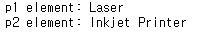 p1 element: Laser
p2 element: Inkjet Printer